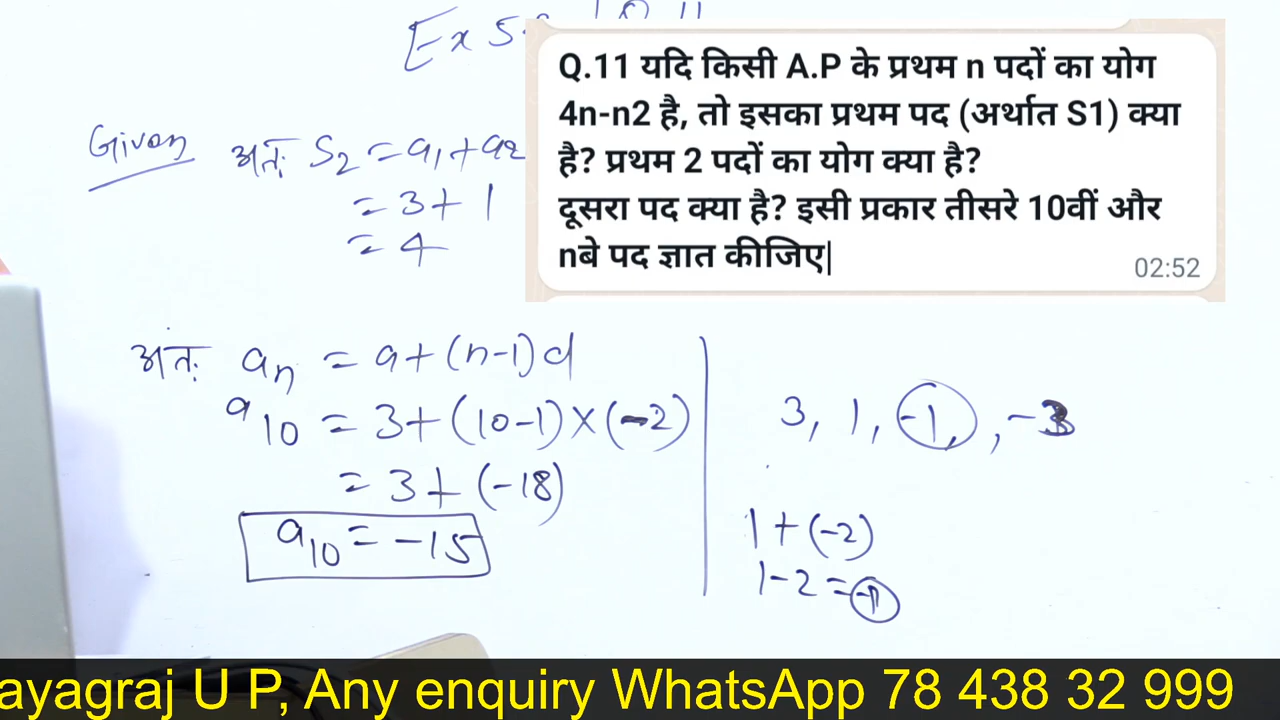 [Ex 5.
Q.11 यदि किसी A.P के प्रथम n पदों का योग
4n-n2 है, तो इसका प्रथम पद (अर्थात S1) क्या
है? प्रथम 2 पदों का योग क्या है?
दूसरा पद क्या है? इसी प्रकार तीसरे 10वीं और
nबे पद ज्ञात कीजिए|
02:52
Given
अतः S2 = a1 + a2
= 3 + 1
= 4
अतः an = a + (n-1) d
a10 = 3 + (10-1) × (-2)
= 3 + (-18)
a10 = -15
3, 1, -1, , -3
1 + (-2)
1 - 2 = -1
ayagraj U P, Any enquiry WhatsApp 78 438 32 999